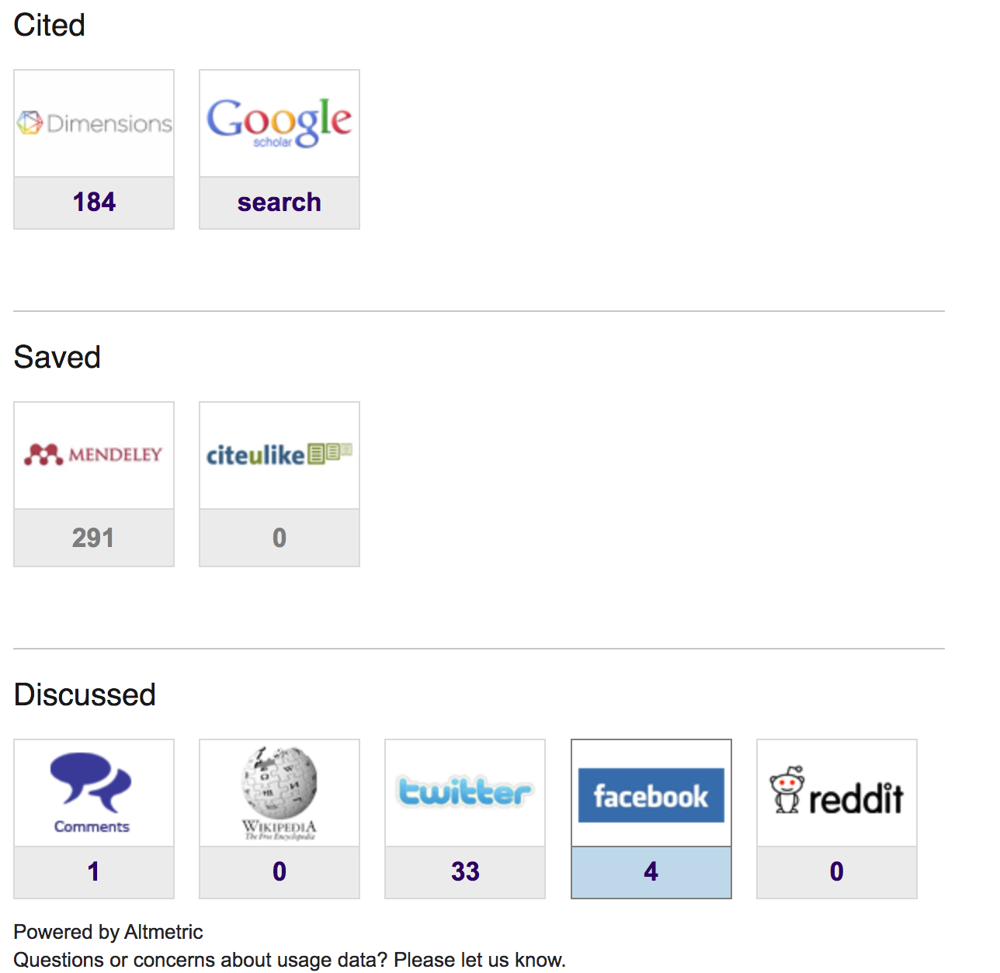 Cited
Dimensions
Google
scholar
184
search
Saved
MENDELEY
citeulike
291
0
Discussed
Comments
WIKIPEDIA
The Free Encyclopedia
twitter
facebook
reddit
1
0
33
4
0
Powered by Altmetric
Questions or concerns about usage data? Please let us know.